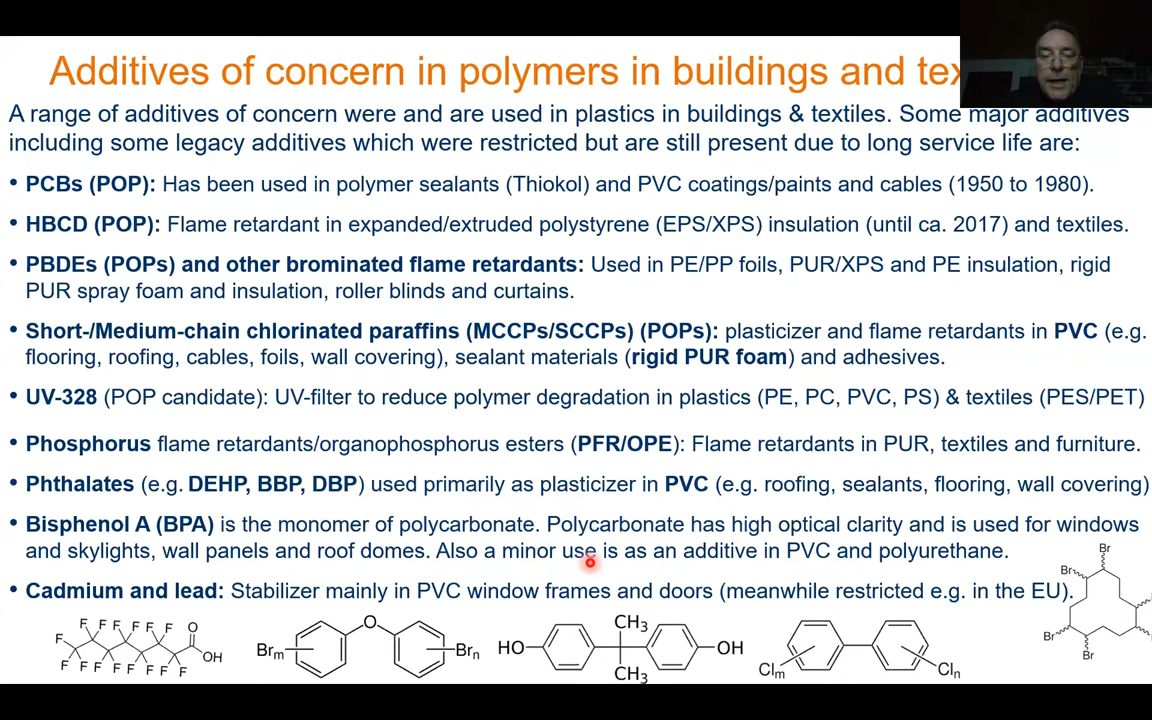 Additives of concern in polymers in buildings and tex
A range of additives of concern were and are used in plastics in buildings & textiles. Some major additives
including some legacy additives which were restricted but are still present due to long service life are:
• PCBs (POP): Has been used in polymer sealants (Thiokol) and PVC coatings/paints and cables (1950 to 1980).
• HBCD (POP): Flame retardant in expanded/extruded polystyrene (EPS/XPS) insulation (until ca. 2017) and textiles.
• PBDEs (POPs) and other brominated flame retardants: Used in PE/PP foils, PUR/XPS and PE insulation, rigid
PUR spray foam and insulation, roller blinds and curtains.
• Short-/Medium-chain chlorinated paraffins (MCCPs/SCCPs) (POPs): plasticizer and flame retardants in PVC (e.g.
flooring, roofing, cables, foils, wall covering), sealant materials (rigid PUR foam) and adhesives.
• UV-328 (POP candidate): UV-filter to reduce polymer degradation in plastics (PE, PC, PVC, PS) & textiles (PES/PET)
• Phosphorus flame retardants/organophosphorus esters (PFR/OPE): Flame retardants in PUR, textiles and furniture.
• Phthalates (e.g. DEHP, BBP, DBP) used primarily as plasticizer in PVC (e.g. roofing, sealants, flooring, wall covering)
• Bisphenol A (BPA) is the monomer of polycarbonate. Polycarbonate has high optical clarity and is used for windows
and skylights, wall panels and roof domes. Also a minor use is as an additive in PVC and polyurethane.
• Cadmium and lead: Stabilizer mainly in PVC window frames and doors (meanwhile restricted e.g. in the EU).
F F F F F F F O
F F F F F F F F OH
Brm O Brn
HO CH3 CH3 OH
Clm Cln
Br Br Br Br